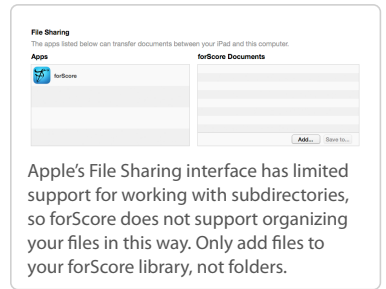 File Sharing
The apps listed below can transfer documents between your iPad and this computer.
Apps
forScore Documents
forScore
Add...
Save to...
Apple's File Sharing interface has limited
support for working with subdirectories,
so forScore does not support organizing
your files in this way. Only add files to
your forScore library, not folders.